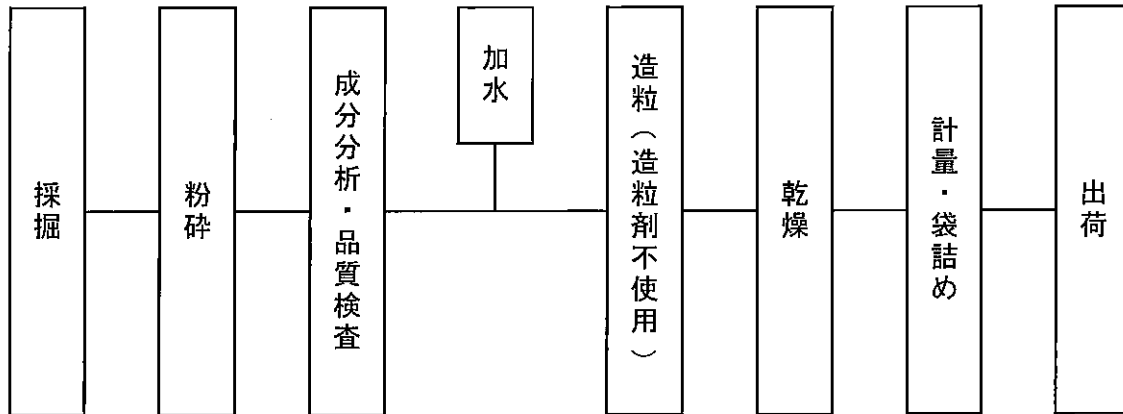 採掘
粉砕
成分分析・品質検査
加水
造粒（造粒剤不使用）
乾燥
計量・袋詰め
出荷